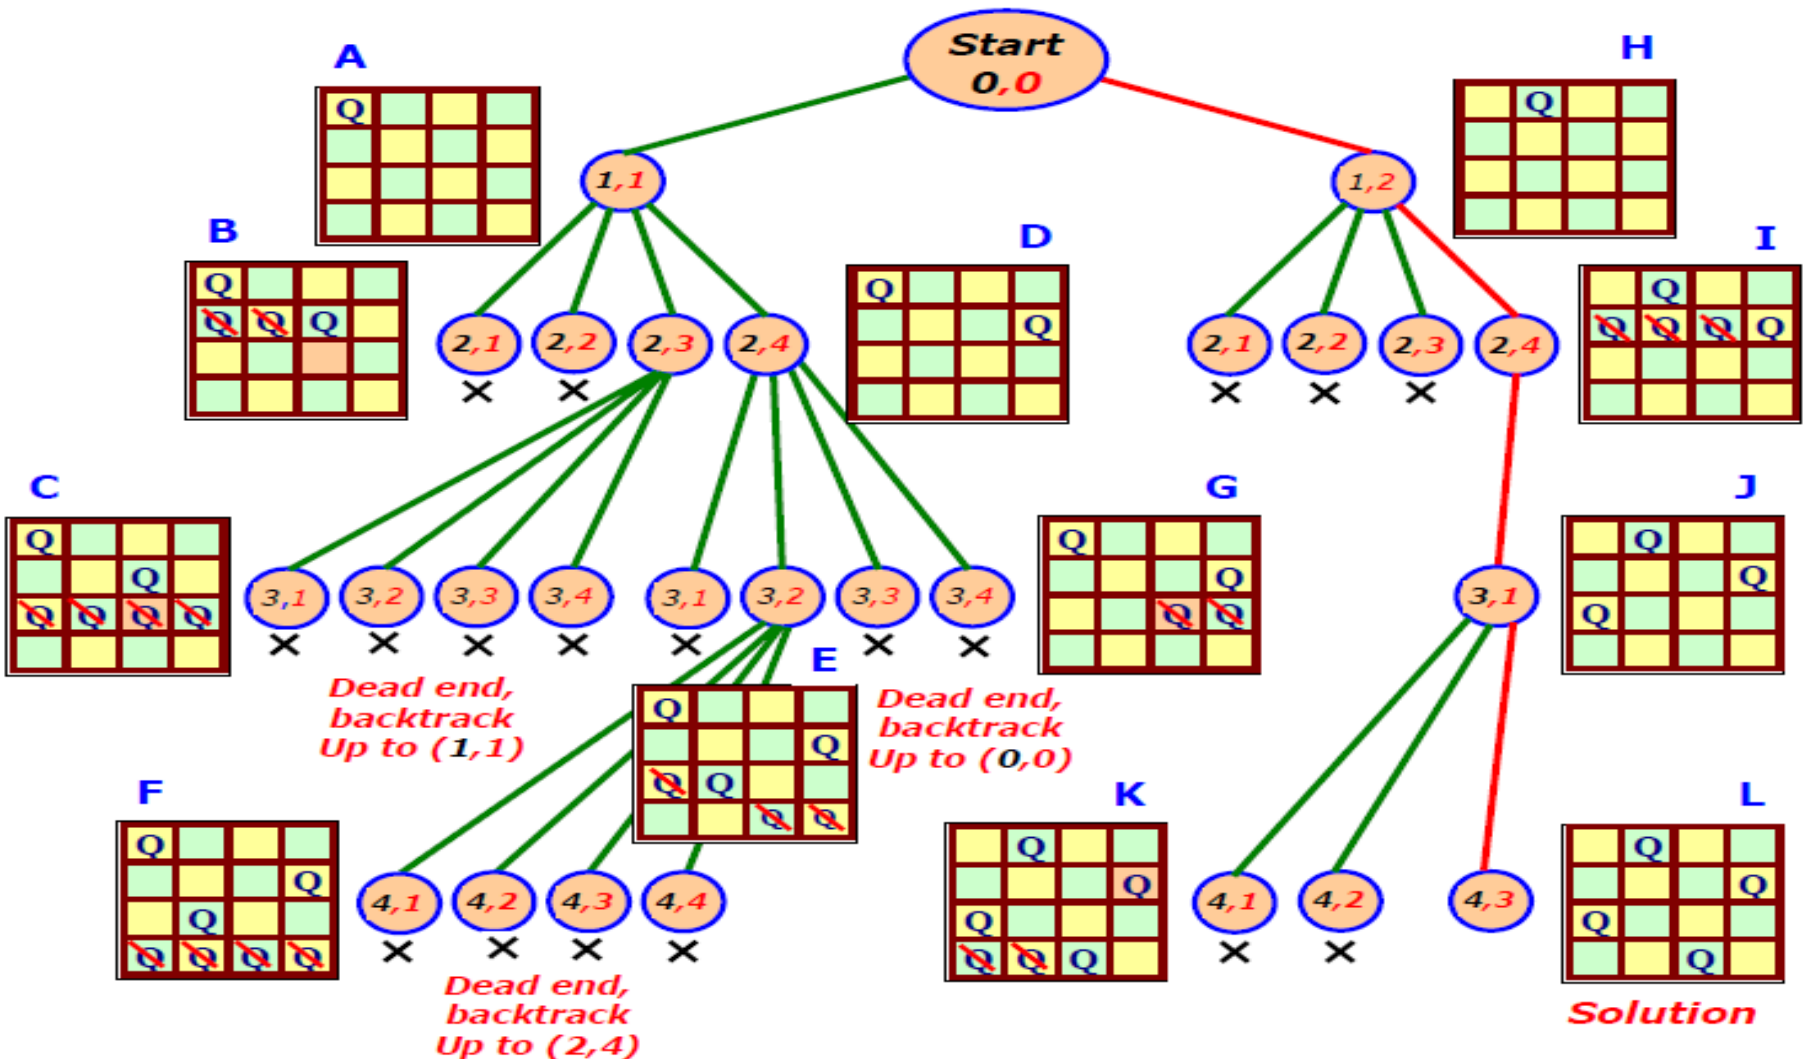 Start
0,0
A
H
Q
Q
1,1
1,2
B
D
I
Q
Q Q Q
Q
Q
Q
Q Q Q Q
2,1
2,2
2,3
2,4
2,1
2,2
2,3
2,4
× × × × ×
C
G
J
Q
Q
Q Q Q Q
Q
Q
Q Q
Q
Q
Q
3,1
3,2
3,3
3,4
3,1
3,2
3,3
3,4
3,1
× × × × × × ×
Dead end,
backtrack
Up to (1,1)
E
Q
Q
Q Q
Q Q
Dead end,
backtrack
Up to (0,0)
F
K
L
Q
Q
Q
Q Q Q Q
Q
Q
Q
Q Q Q
Q
Q
Q
Q
4,1
4,2
4,3
4,4
4,1
4,2
4,3
× × × × × ×
Dead end,
backtrack
Up to (2,4)
Solution